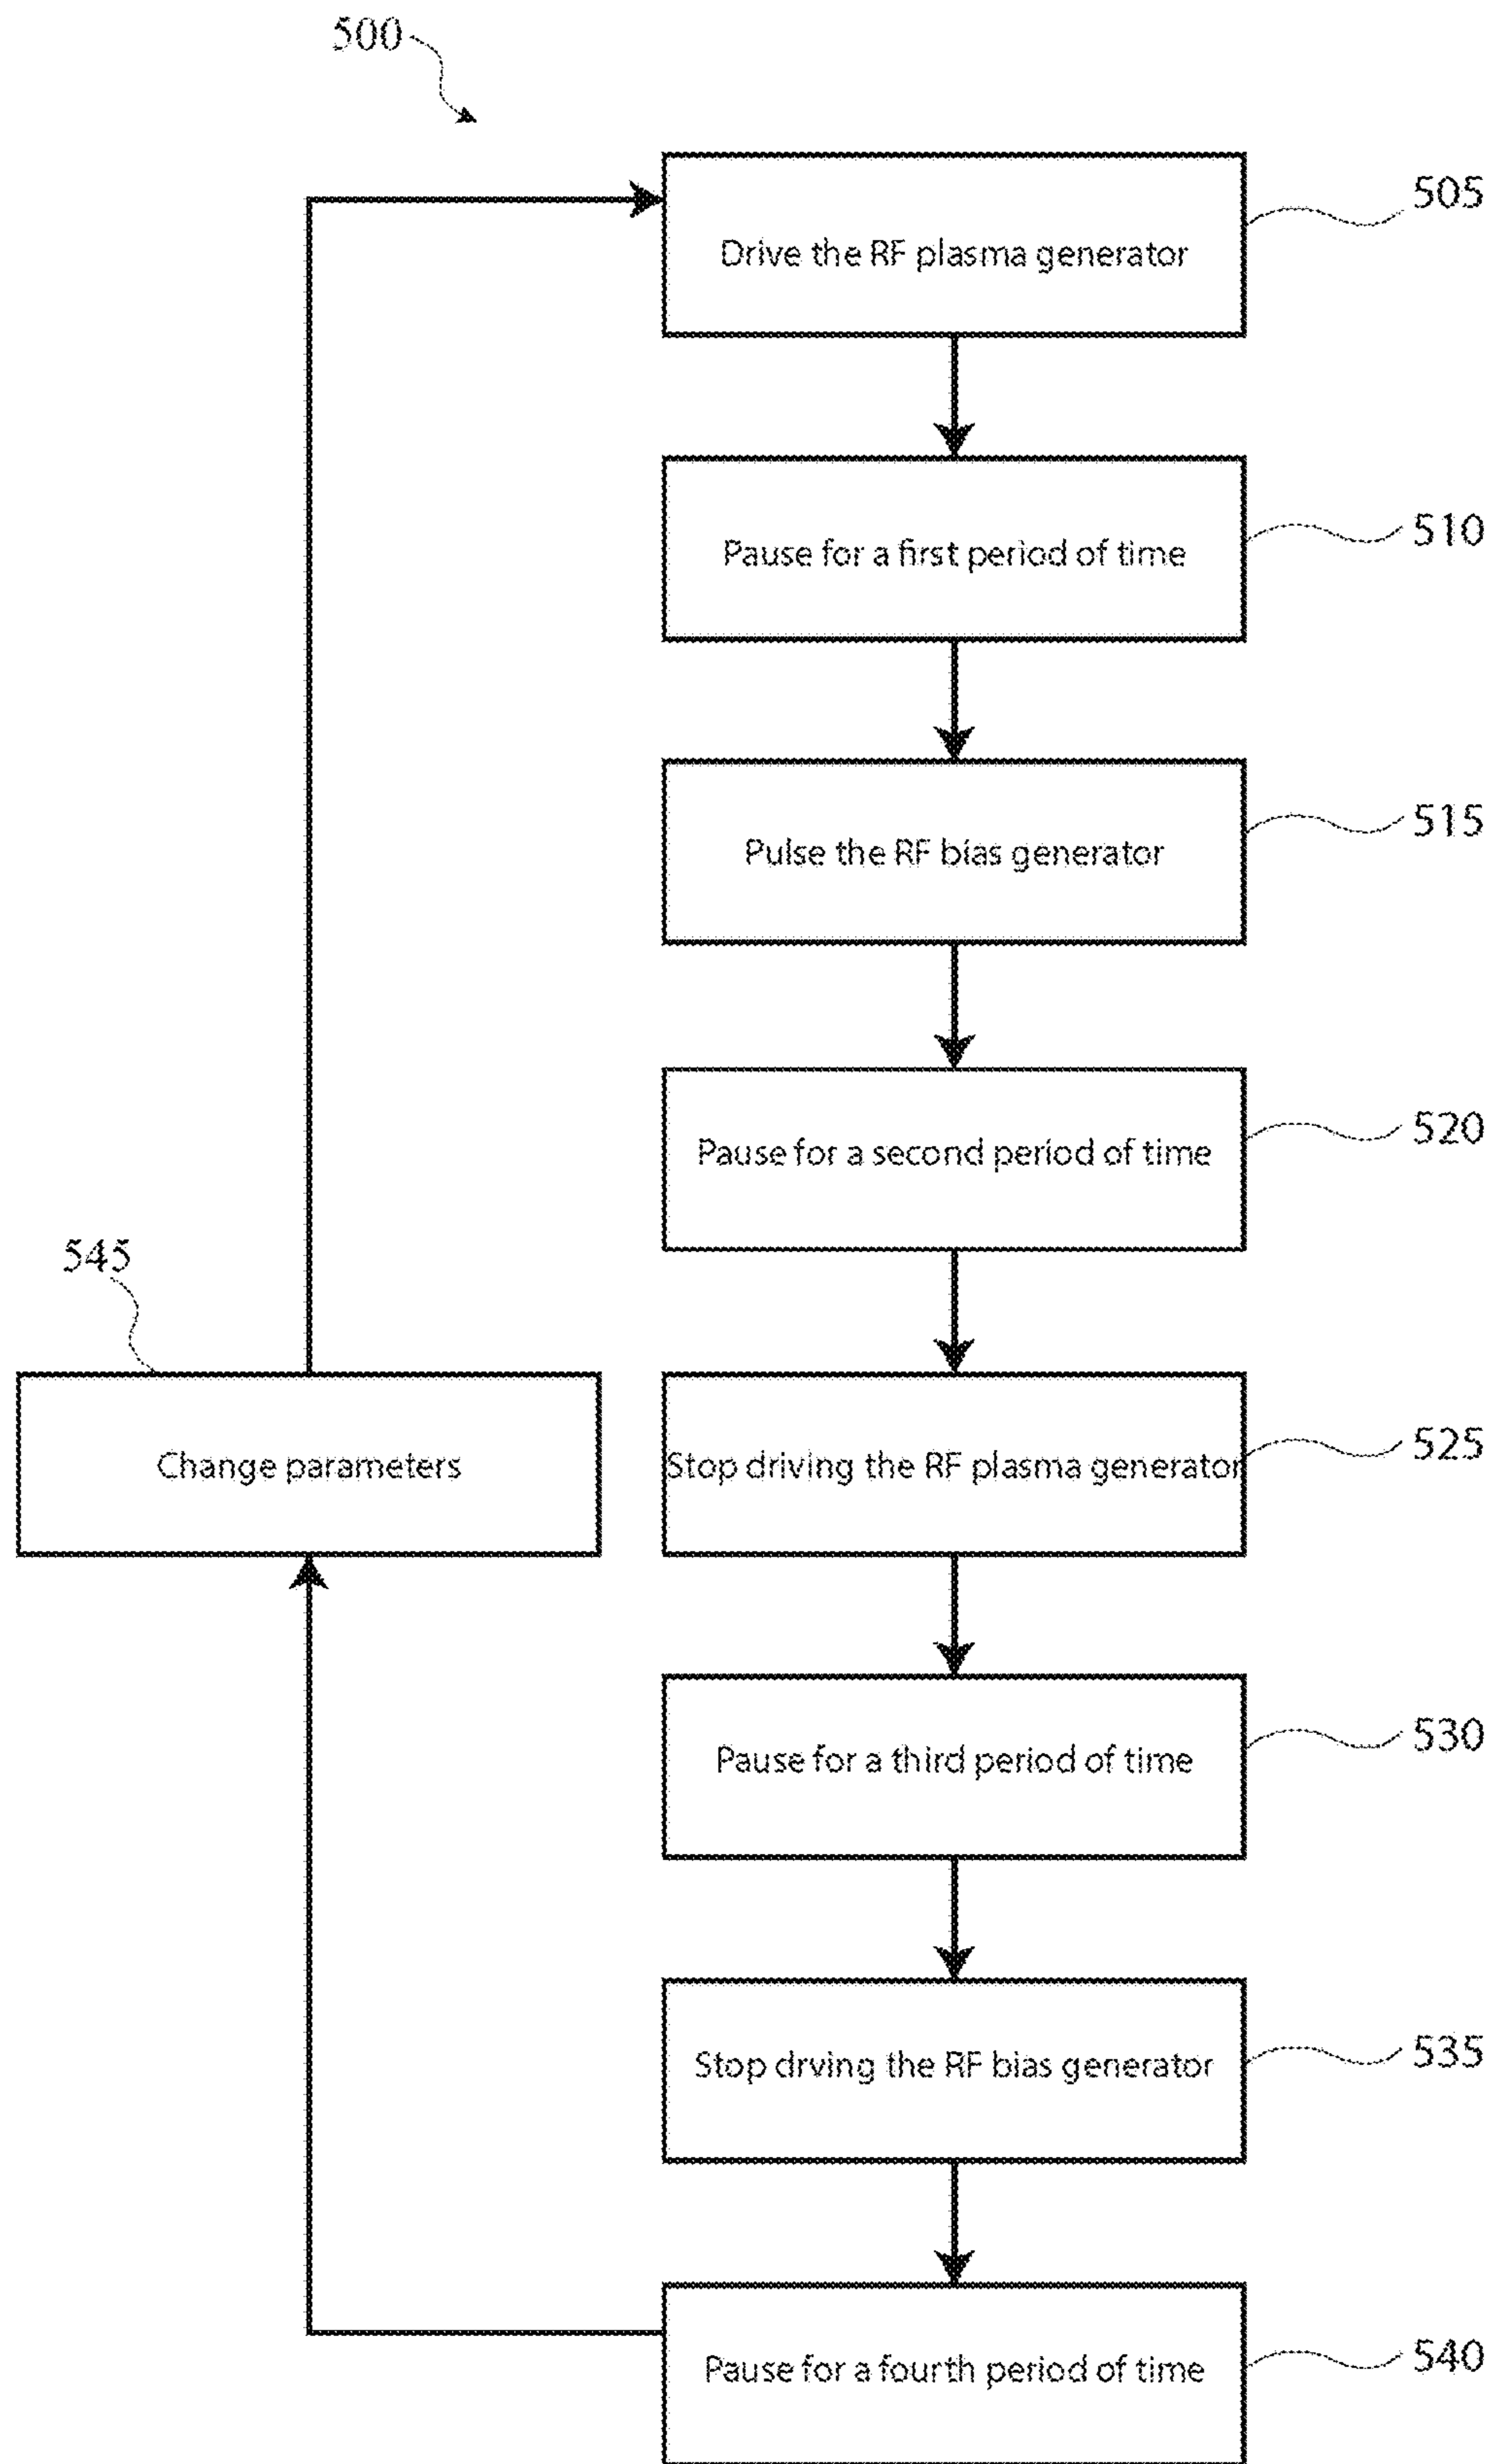 500
505
Drive the RF plasma generator
510
Pause for a first period of time
515
Pulse the RF bias generator
520
Pause for a second period of time
545
Change parameters
525
Stop driving the RF plasma generator
530
Pause for a third period of time
535
Stop drving the RF bias generator
540
Pause for a fourth period of time